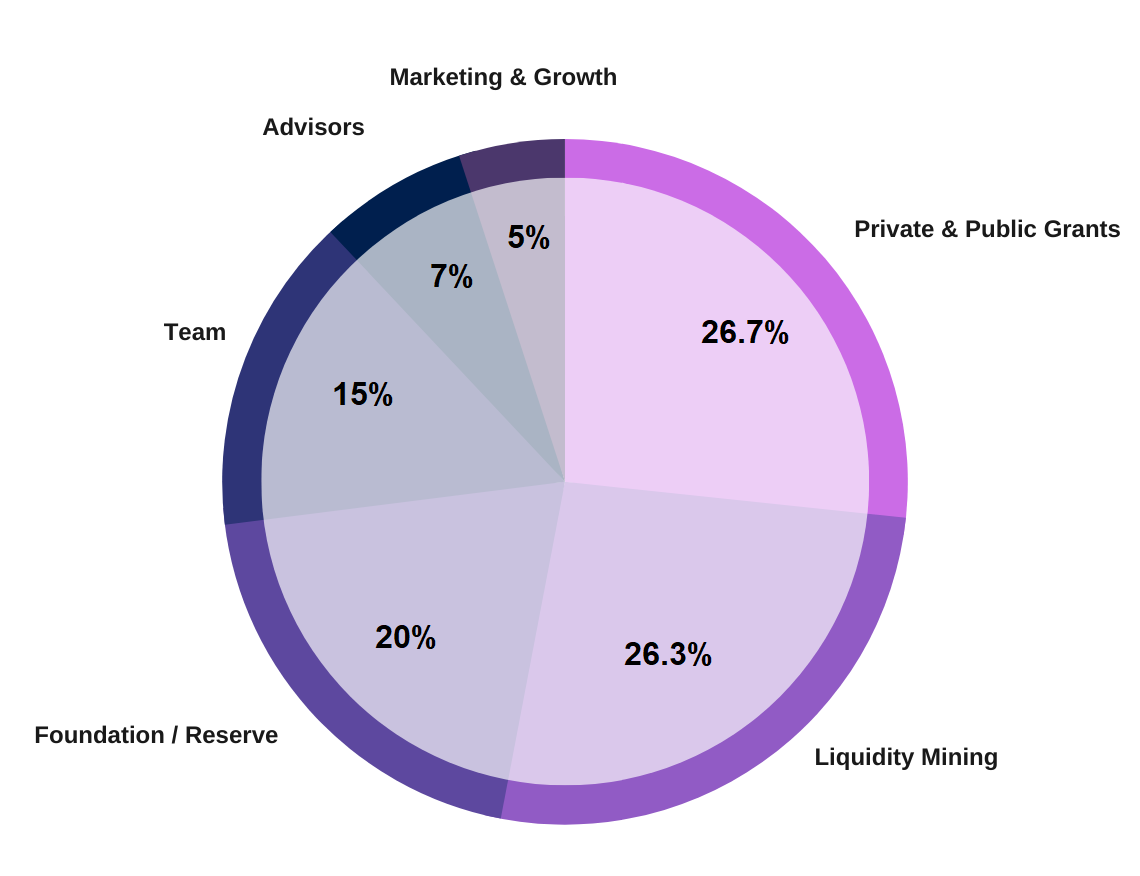 Marketing & Growth
Advisors
Private & Public Grants
5%
7%
Team
26.7%
15%
20%
26.3%
Foundation / Reserve
Liquidity Mining